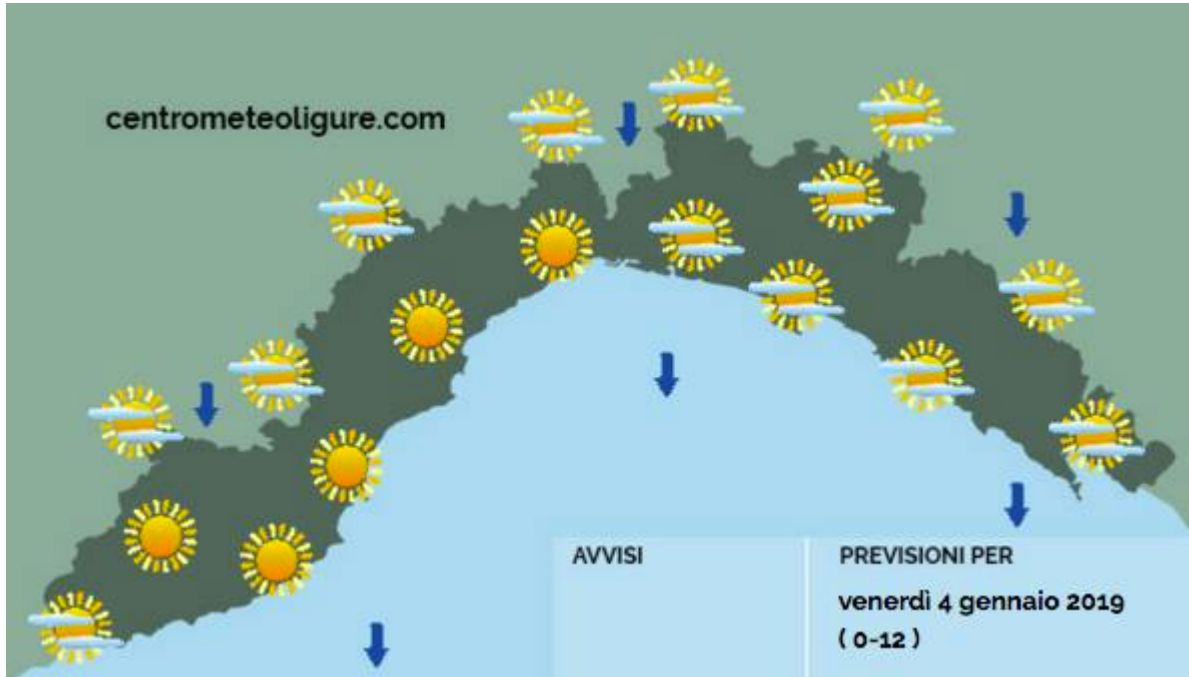 centrometeoligure.com
AVVISI
PREVISIONI PER
venerdì 4 gennaio 2019
( 0-12 )